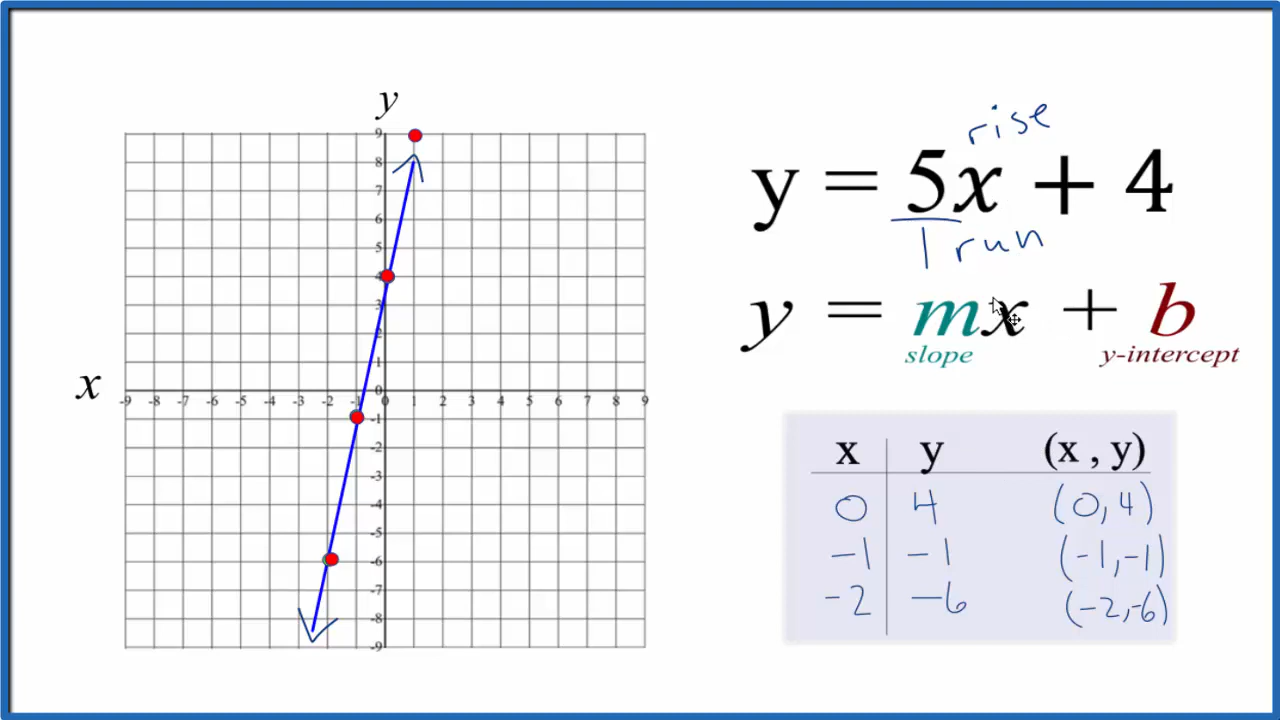 y
9
8
7
6
5
4
3
2
1
0
x
-9 -8 -7 -6 -5 -4 -3 -2 -1 0 1 2 3 4 5 6 7 8 9
-1
-2
-3
-4
-5
-6
-7
-8
-9
rise
y = 5x + 4
1 run
y = mx + b
slope y-intercept
x y (x , y)
0 4 (0,4)
-1 -1 (-1,-1)
-2 -6 (-2,-6)